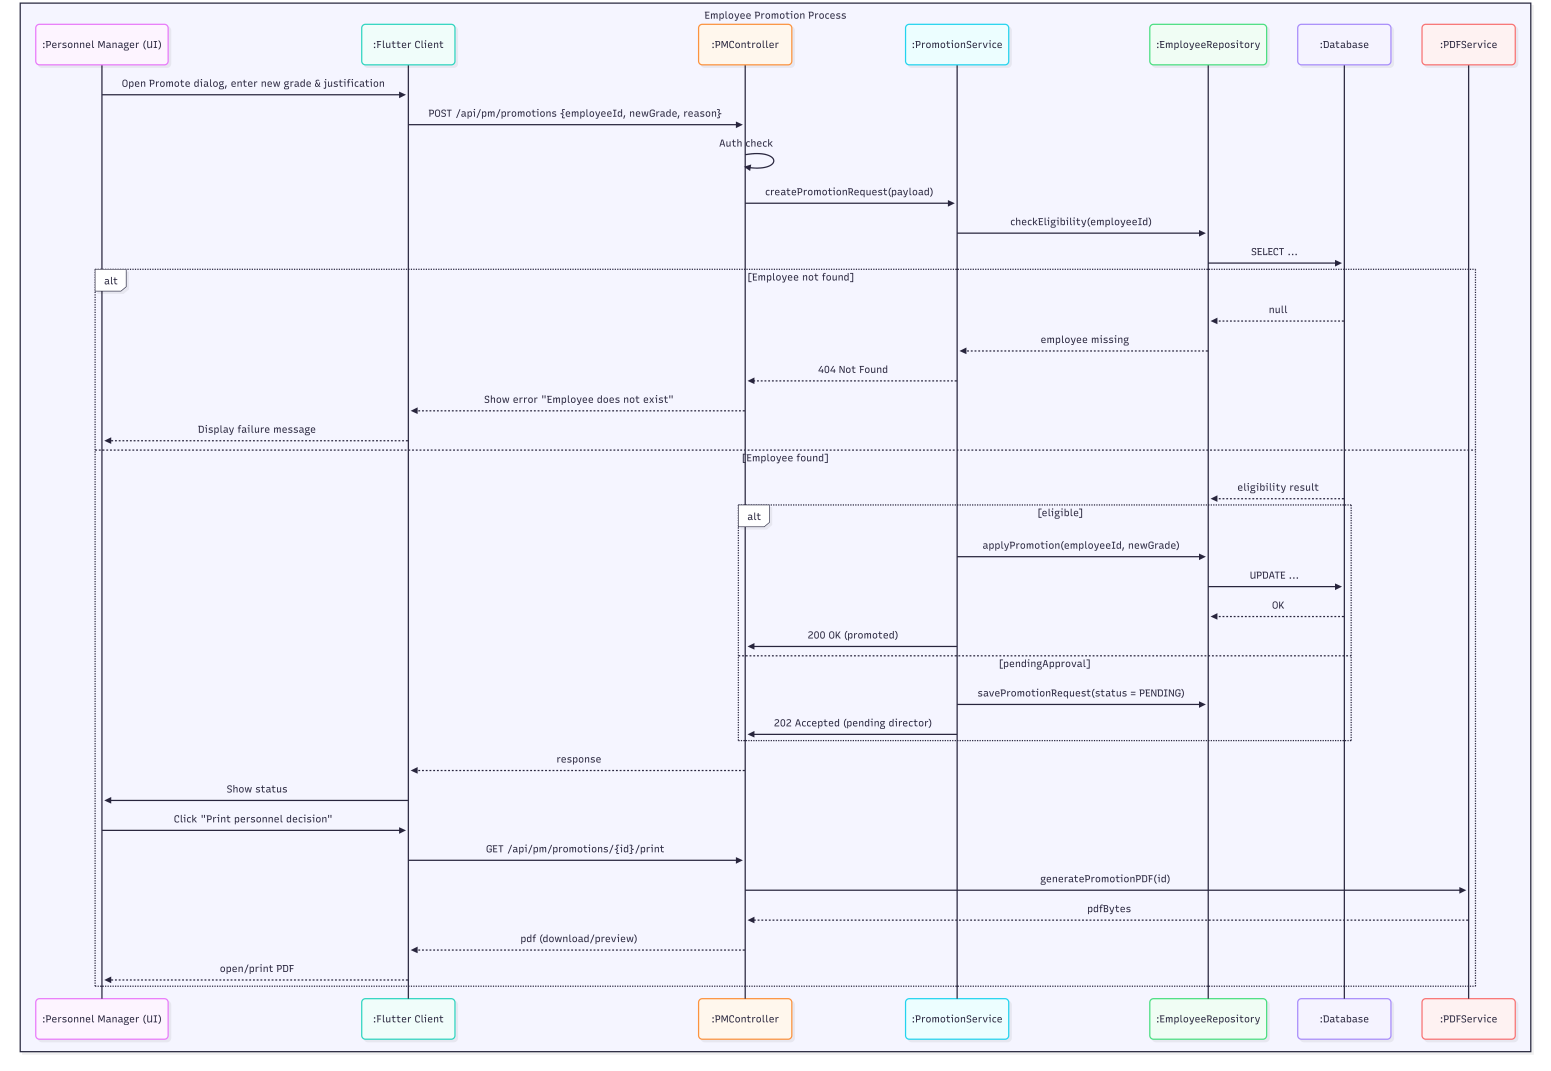 Employee Promotion Process
:Personnel Manager (UI)
:Flutter Client
:PMController
:PromotionService
:EmployeeRepository
:Database
:PDFService
Open Promote dialog, enter new grade & justification
POST /api/pm/promotions {employeeId, newGrade, reason}
Auth check
createPromotionRequest(payload)
checkEligibility(employeeId)
SELECT ...
alt
[Employee not found]
null
employee missing
404 Not Found
Show error "Employee does not exist"
Display failure message
[Employee found]
eligibility result
alt
[eligible]
applyPromotion(employeeId, newGrade)
UPDATE ...
OK
200 OK (promoted)
[pendingApproval]
savePromotionRequest(status = PENDING)
202 Accepted (pending director)
response
Show status
Click "Print personnel decision"
GET /api/pm/promotions/{id}/print
generatePromotionPDF(id)
pdfBytes
pdf (download/preview)
open/print PDF
:Personnel Manager (UI)
:Flutter Client
:PMController
:PromotionService
:EmployeeRepository
:Database
:PDFService